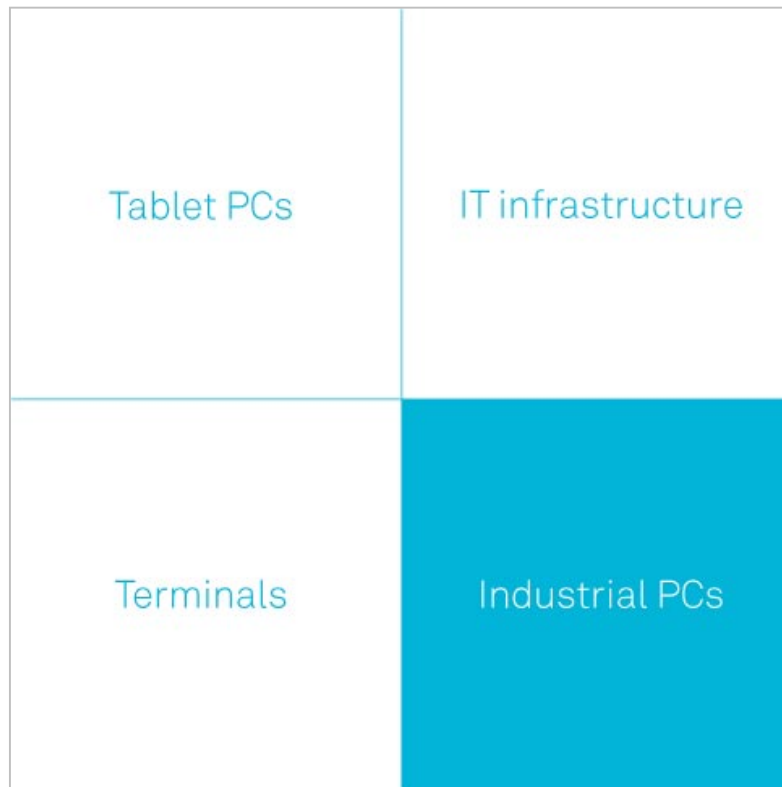 Tablet PCs
IT infrastructure
Terminals
Industrial PCs